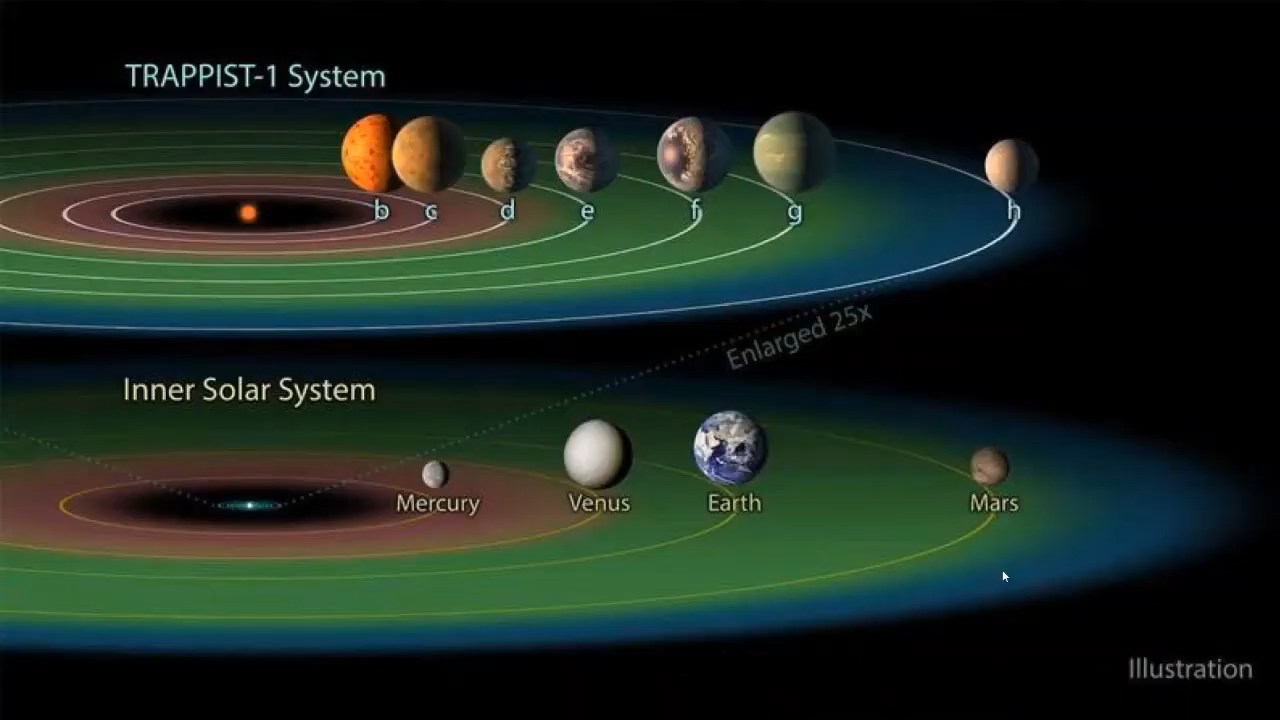 TRAPPIST-1 System
b c d e f g h
Enlarged 25x
Inner Solar System
Mercury Venus Earth Mars
Illustration